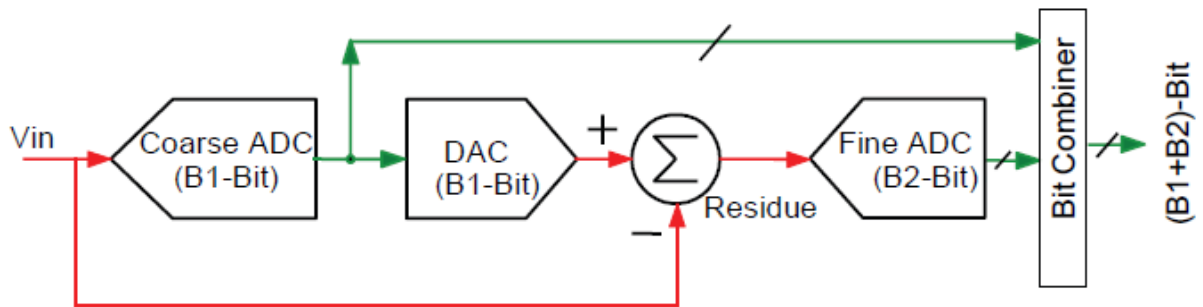 Vin
Coarse ADC
(B1-Bit)
DAC
(B1-Bit)
+
Σ
−
Residue
Fine ADC
(B2-Bit)
Bit Combiner
(B1+B2)-Bit